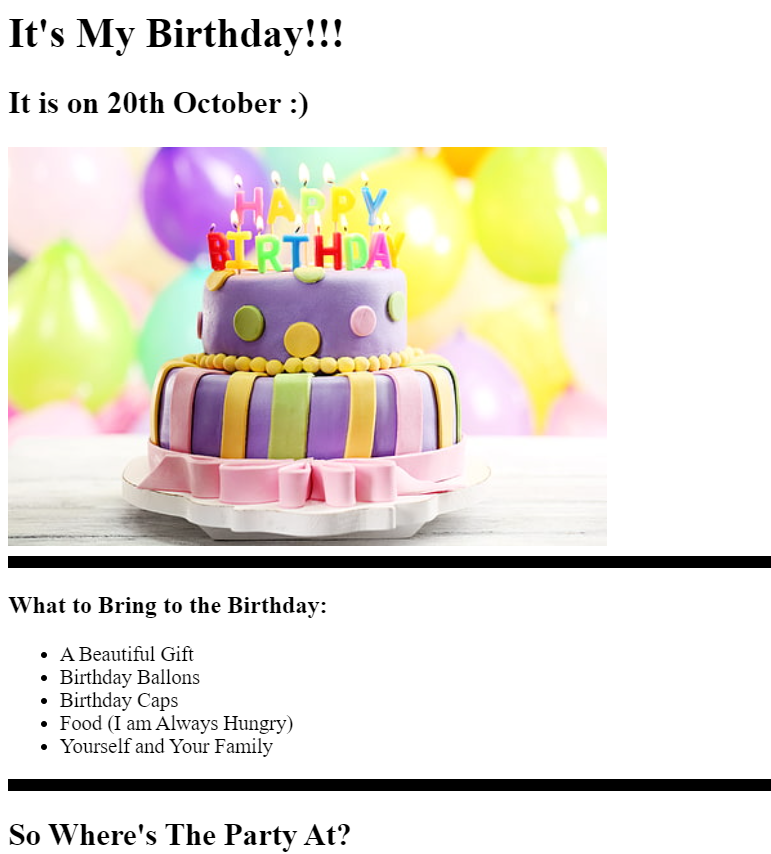 It's My Birthday!!!
It is on 20th October :)
HAPPY
BIRTHDAY
What to Bring to the Birthday:
A Beautiful Gift
Birthday Ballons
Birthday Caps
Food (I am Always Hungry)
Yourself and Your Family
So Where's The Party At?